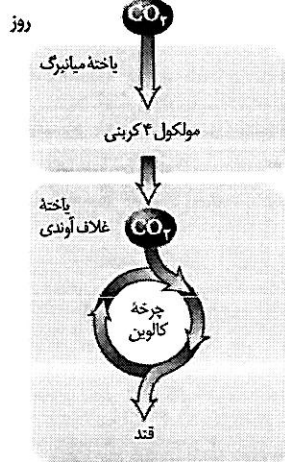 روز
CO₂
یاختهٔ میانبرگ
مولکول ۴ کربنی
یاختهٔ
غلاف آوندی
CO₂
چرخهٔ
کالوین
قند